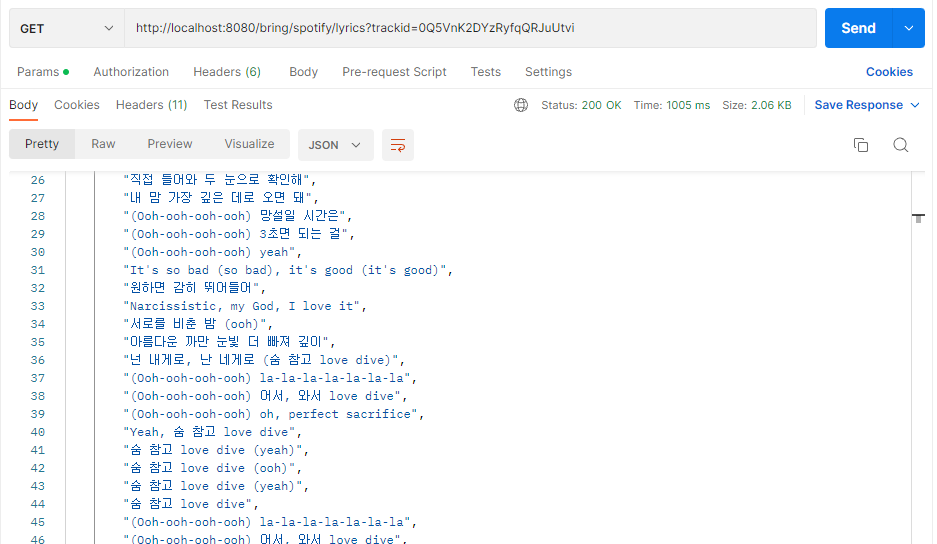 GET http://localhost:8080/bring/spotify/lyrics?trackid=0Q5VnK2DYzRyfqQRJuUtvi Send
Params Authorization Headers (6) Body Pre-request Script Tests Settings Cookies
Body Cookies Headers (11) Test Results Status: 200 OK Time: 1005 ms Size: 2.06 KB Save Response
Pretty Raw Preview Visualize JSON
26 "직접 들어와 두 눈으로 확인해",
27 "내 맘 가장 깊은 데로 오면 돼",
28 "(Ooh-ooh-ooh-ooh) 망설일 시간은",
29 "(Ooh-ooh-ooh-ooh) 3초면 되는 걸",
30 "(Ooh-ooh-ooh-ooh) yeah",
31 "It's so bad (so bad), it's good (it's good)",
32 "원하면 감히 뛰어들어",
33 "Narcissistic, my God, I love it",
34 "서로를 비춘 밤 (ooh)",
35 "아름다운 까만 눈빛 더 빠져 깊이",
36 "넌 내게로, 난 네게로 (숨 참고 love dive)",
37 "(Ooh-ooh-ooh-ooh) la-la-la-la-la-la-la",
38 "(Ooh-ooh-ooh-ooh) 어서, 와서 love dive",
39 "(Ooh-ooh-ooh-ooh) oh, perfect sacrifice",
40 "Yeah, 숨 참고 love dive",
41 "숨 참고 love dive (yeah)",
42 "숨 참고 love dive (ooh)",
43 "숨 참고 love dive (yeah)",
44 "숨 참고 love dive",
45 "(Ooh-ooh-ooh-ooh) la-la-la-la-la-la-la",
46 "(Ooh-ooh-ooh-ooh) 어서, 와서 love dive",